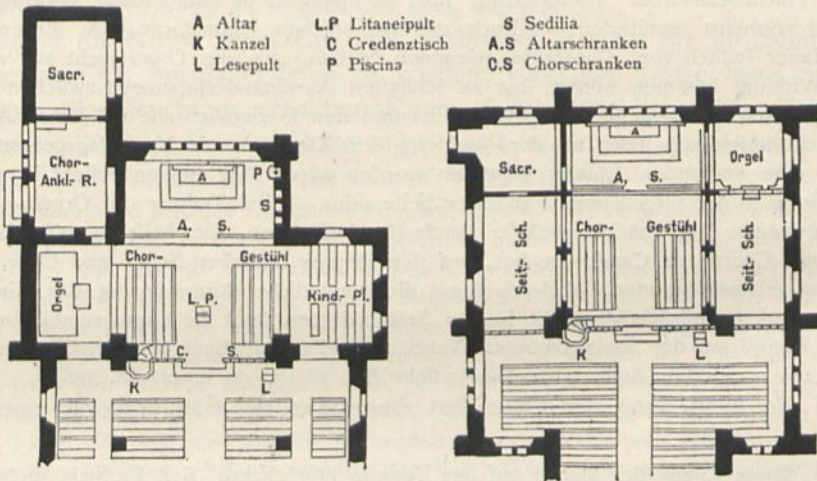 A Altar L.P Litaneipult S Sedilia
K Kanzel C Credenztisch A.S Altarschranken
L Lesepult P Piscina C.S Chorschranken
Sacr.
Chor-
Ankl. R.
A
P
S
A. S.
Chor- Gestühl
Orgel
L. P.
Kind.- Pl.
C. S.
K
L
Sacr.
A
Orgel
A. S.
Chor- Gestühl
Seit.- Sch.
Seit.- Sch.
K
L